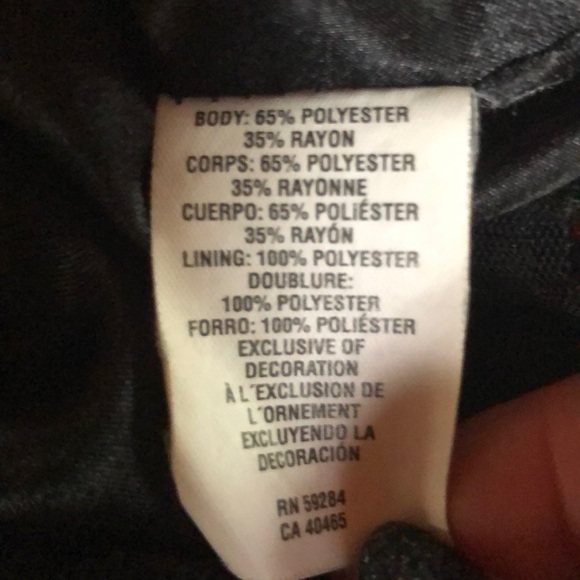 BODY: 65% POLYESTER
35% RAYON
CORPS: 65% POLYESTER
35% RAYONNE
CUERPO: 65% POLIÉSTER
35% RAYÓN
LINING: 100% POLYESTER
DOUBLURE:
100% POLYESTER
FORRO: 100% POLIÉSTER
EXCLUSIVE OF
DECORATION
À L'EXCLUSION DE
L'ORNEMENT
EXCLUYENDO LA
DECORACIÓN
RN 59284
CA 40465